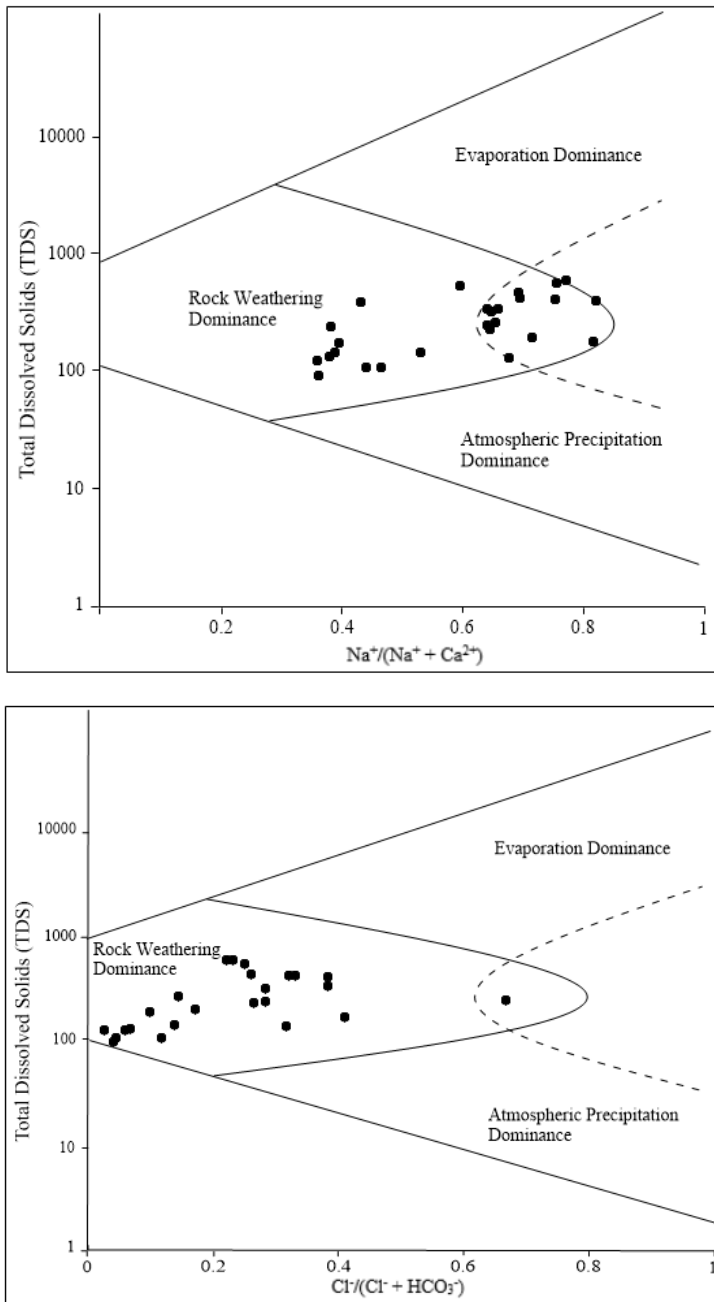 Total Dissolved Solids (TDS)
10000
1000
100
10
1
Evaporation Dominance
Rock Weathering
Dominance
Atmospheric Precipitation
Dominance
0.2
0.4
0.6
0.8
1
Na⁺/(Na⁺ + Ca²⁺)
Total Dissolved Solids (TDS)
10000
1000
100
10
1
Evaporation Dominance
Rock Weathering
Dominance
Atmospheric Precipitation
Dominance
0
0.2
0.4
0.6
0.8
1
Cl⁻/(Cl⁻ + HCO₃⁻)